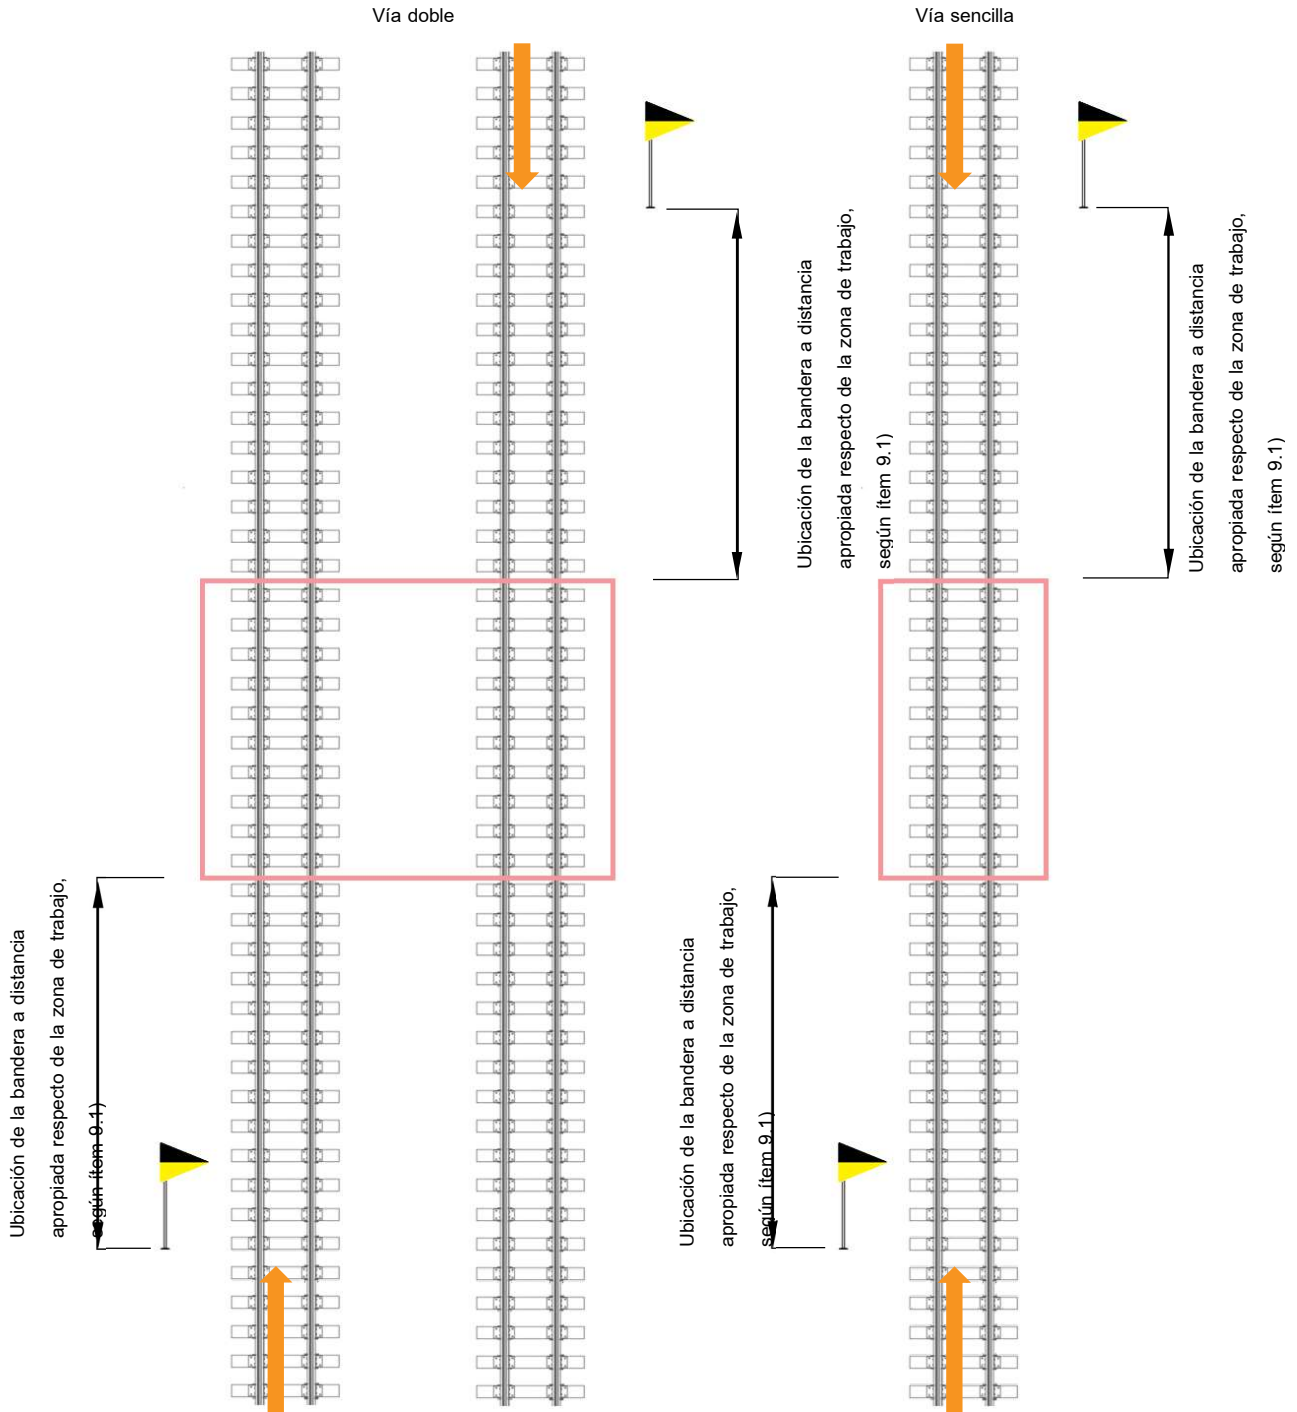 Vía doble
Vía sencilla
Ubicación de la bandera a distancia
apropiada respecto de la zona de trabajo,
según ítem 9.1)
Ubicación de la bandera a distancia
apropiada respecto de la zona de trabajo,
según ítem 9.1)
Ubicación de la bandera a distancia
apropiada respecto de la zona de trabajo,
según ítem 9.1)
Ubicación de la bandera a distancia
apropiada respecto de la zona de trabajo,
según ítem 9.1)